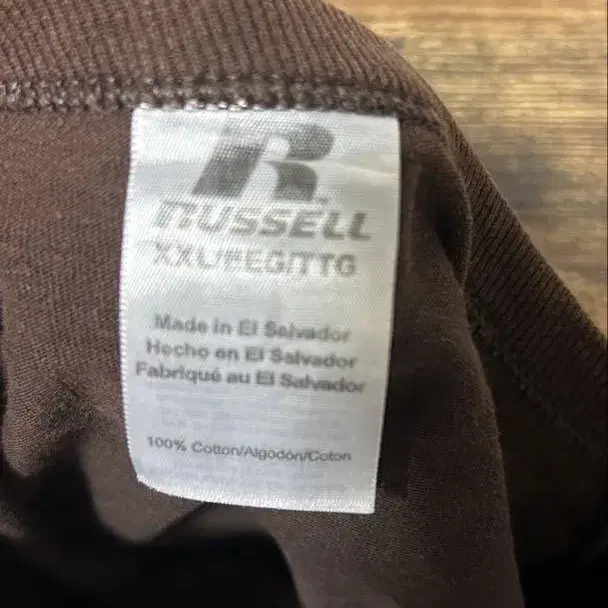 R
RUSSELL
XXL/EEG/TTG
Made in El Salvador
Hecho en El Salvador
Fabriqué au El Salvador
100% Cotton/Algodón/Coton